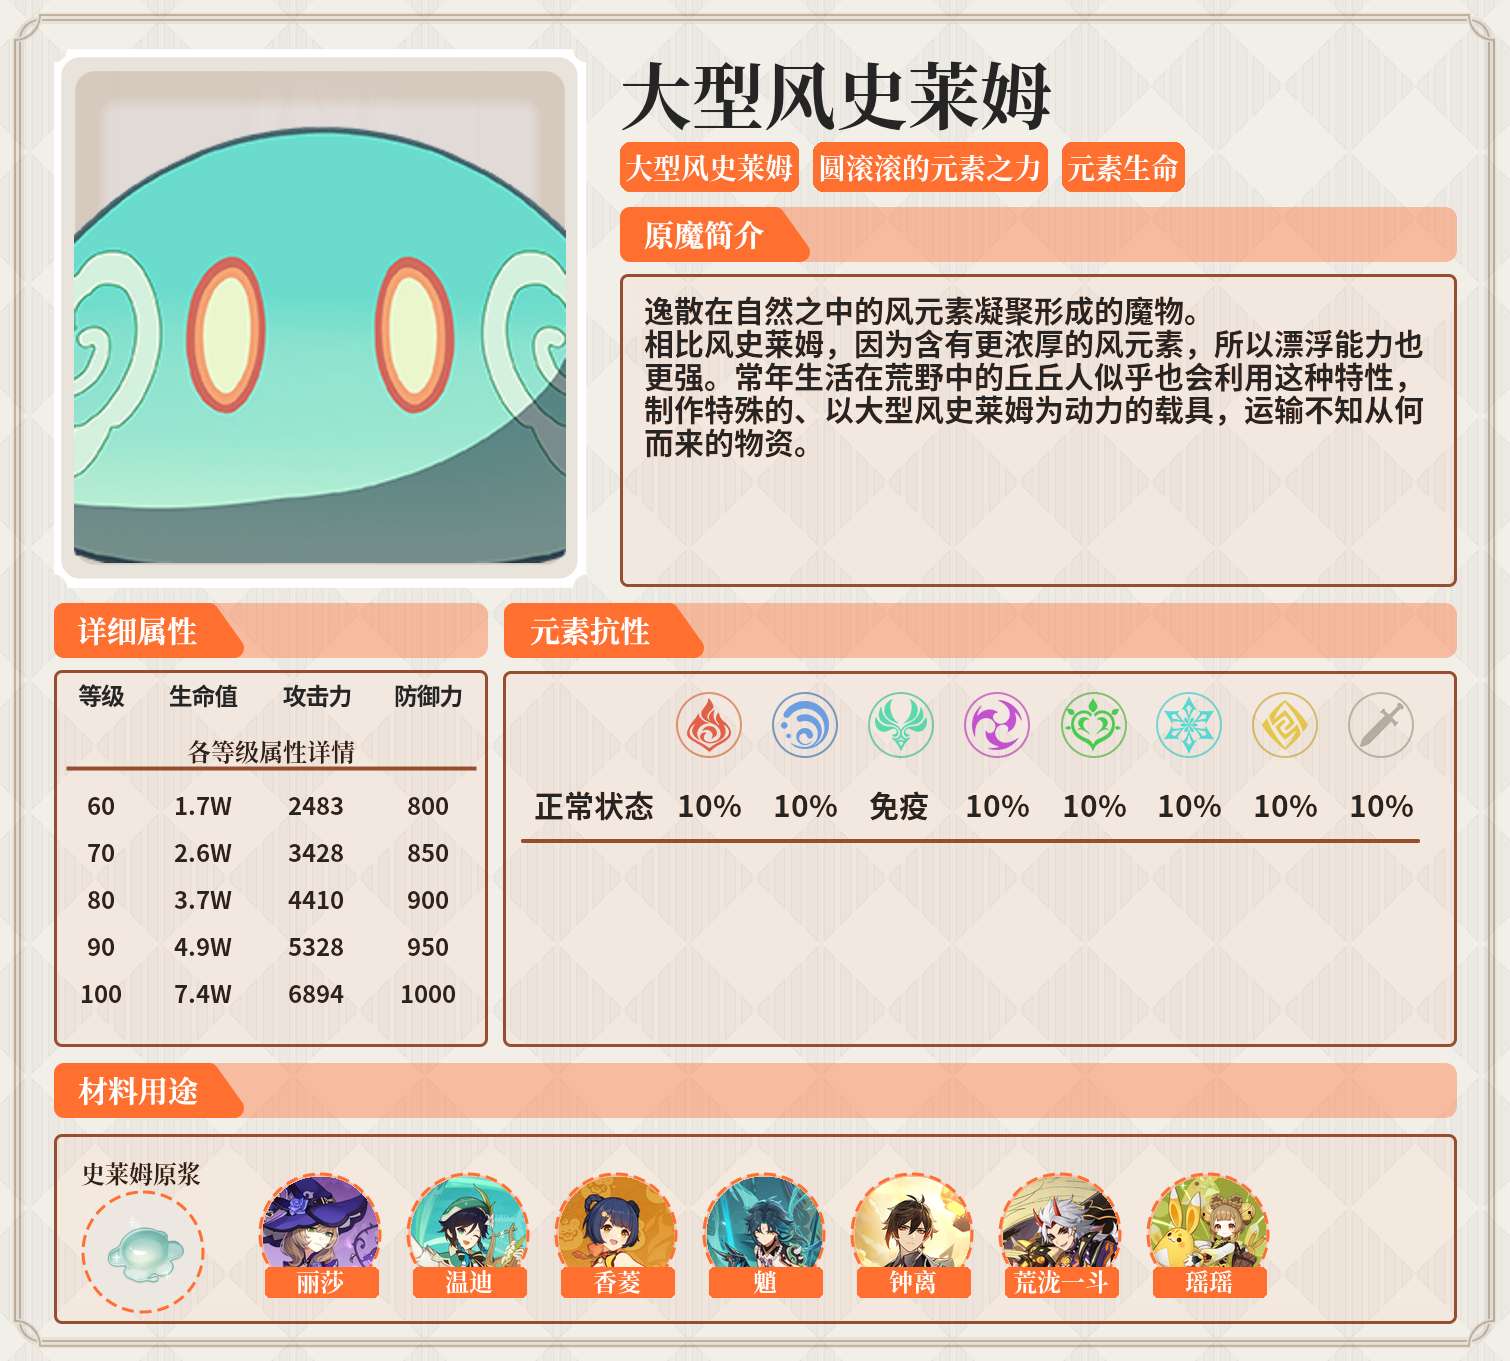 大型风史莱姆
大型风史莱姆 圆滚滚的元素之力 元素生命
原魔简介
逸散在自然之中的风元素凝聚形成的魔物。
相比风史莱姆，因为含有更浓厚的风元素，所以漂浮能力也
更强。常年生活在荒野中的丘丘人似乎也会利用这种特性，
制作特殊的、以大型风史莱姆为动力的载具，运输不知从何
而来的物资。
详细属性
等级 生命值 攻击力 防御力
各等级属性详情
60 1.7W 2483 800
70 2.6W 3428 850
80 3.7W 4410 900
90 4.9W 5328 950
100 7.4W 6894 1000
元素抗性
正常状态 10% 10% 免疫 10% 10% 10% 10% 10%
材料用途
史莱姆原浆
丽莎 温迪 香菱 魈 钟离 荒泷一斗 瑶瑶